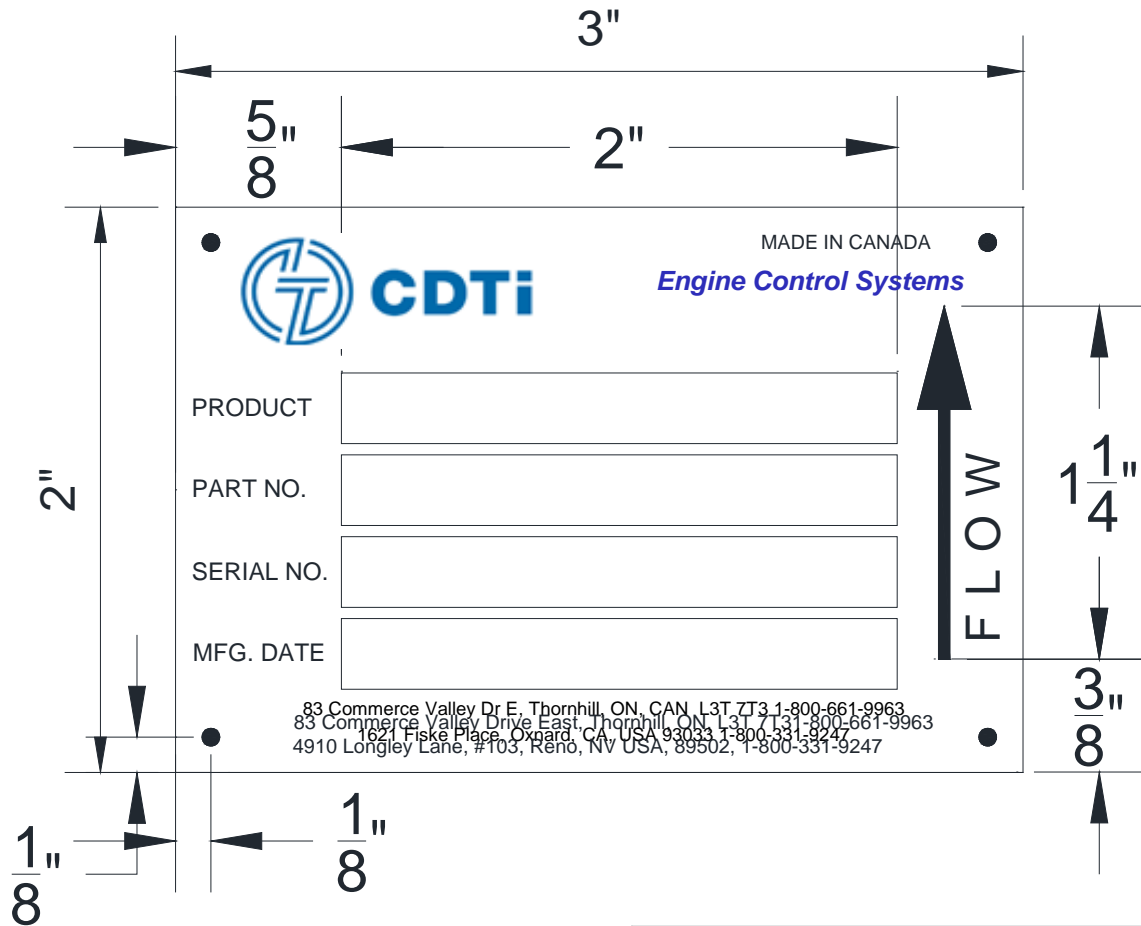 3"
5/8"
2"
MADE IN CANADA
CDTi
Engine Control Systems
PRODUCT
PART NO.
SERIAL NO.
MFG. DATE
FLOW
2"
1 1/4"
3/8"
83 Commerce Valley Dr E, Thornhill, ON, CAN, L3T 7T3 1-800-661-9963
83 Commerce Valley Drive East, Thornhill, ON, L3T 7T31-800-661-9963
1621 Fiske Place, Oxnard, CA, USA 93033 1-800-331-9247
4910 Longley Lane, #103, Reno, NV USA, 89502, 1-800-331-9247
1/8"
1/8"